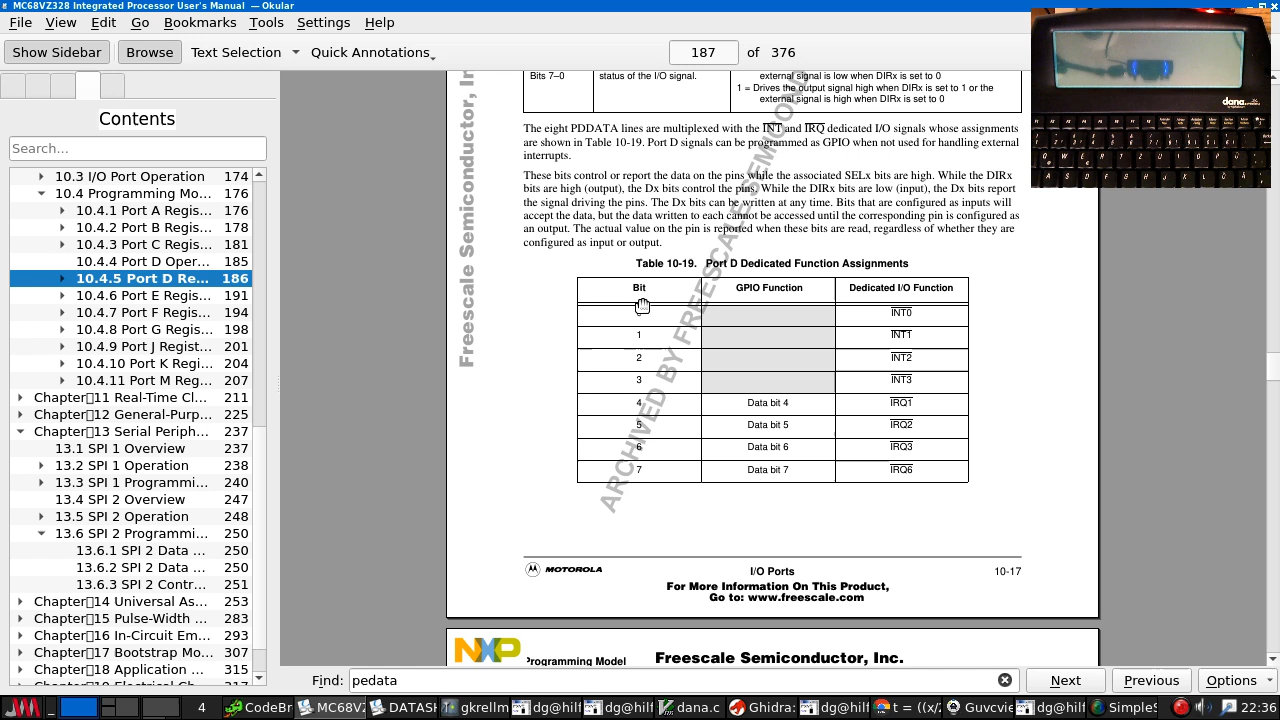 MC68VZ328 Integrated Processor User's Manual — Okular
File View Edit Go Bookmarks Tools Settings Help
Show Sidebar Browse Text Selection Quick Annotations 187 of 376
Contents
Search...
10.3 I/O Port Operation 174
10.4 Programming Mo... 176
10.4.1 Port A Regis... 176
10.4.2 Port B Regis... 178
10.4.3 Port C Regis... 181
10.4.4 Port D Oper... 185
10.4.5 Port D Re... 186
10.4.6 Port E Regis... 191
10.4.7 Port F Regis... 194
10.4.8 Port G Regis... 198
10.4.9 Port J Regist... 201
10.4.10 Port K Regi... 204
10.4.11 Port M Reg... 207
Chapter 11 Real-Time Cl... 211
Chapter 12 General-Purp... 225
Chapter 13 Serial Periph... 237
13.1 SPI 1 Overview 237
13.2 SPI 1 Operation 238
13.3 SPI 1 Programmi... 240
13.4 SPI 2 Overview 247
13.5 SPI 2 Operation 248
13.6 SPI 2 Programmi... 250
13.6.1 SPI 2 Data ... 250
13.6.2 SPI 2 Data ... 250
13.6.3 SPI 2 Contr... 251
Chapter 14 Universal As... 253
Chapter 15 Pulse-Width ... 283
Chapter 16 In-Circuit Em... 293
Chapter 17 Bootstrap Mo... 307
Chapter 18 Application ... 315
Freescale Semiconductor, In
ARCHIVED BY FREESCALE SEMICOND
Bits 7–0 status of the I/O signal. external signal is low when DIRx is set to 0
1 = Drives the output signal high when DIRx is set to 1 or the
external signal is high when DIRx is set to 0
The eight PDDATA lines are multiplexed with the INT and IRQ dedicated I/O signals whose assignments
are shown in Table 10-19. Port D signals can be programmed as GPIO when not used for handling external
interrupts.
These bits control or report the data on the pins while the associated SELx bits are high. While the DIRx
bits are high (output), the Dx bits control the pins. While the DIRx bits are low (input), the Dx bits report
the signal driving the pins. The Dx bits can be written at any time. Bits that are configured as inputs will
accept the data, but the data written to each cannot be accessed until the corresponding pin is configured as
an output. The actual value on the pin is reported when these bits are read, regardless of whether they are
configured as input or output.
Table 10-19. Port D Dedicated Function Assignments
Bit GPIO Function Dedicated I/O Function
INT0
1 INT1
2 INT2
3 INT3
4 Data bit 4 IRQ1
5 Data bit 5 IRQ2
6 Data bit 6 IRQ3
7 Data bit 7 IRQ6
MOTOROLA I/O Ports 10-17
For More Information On This Product,
Go to: www.freescale.com
NXP Programming Model Freescale Semiconductor, Inc.
dana
Find: pedata Next Previous Options
4 CodeBr MC68VZ DATASH gkrellm dg@hilf dg@hilf dana.c Ghidra: dg@hilf t = ((x/ Guvcvie dg@hilf SimpleS 22:36